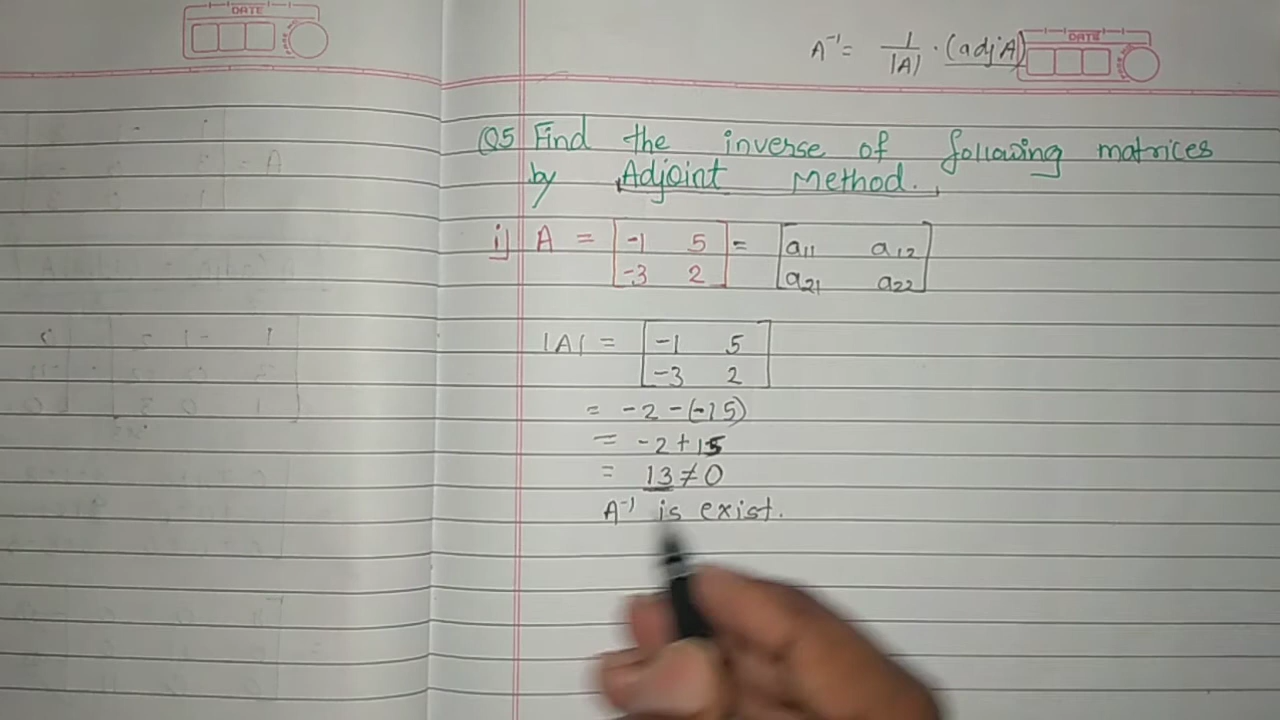 DATE
DATE
A⁻¹ = 1/|A| · (adjA)
Q5 Find the inverse of following matrices
by Adjoint Method.
i) A = [-1 5 = [a11 a12
-3 2] a21 a22]
|A| = [-1 5
-3 2]
= -2-(-15)
= -2+15
= 13≠0
A⁻¹ is exist.